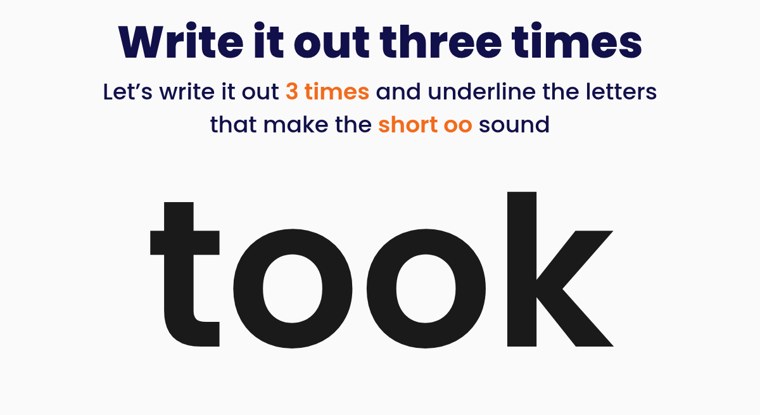 Write it out three times
Let’s write it out 3 times and underline the letters
that make the short oo sound
took